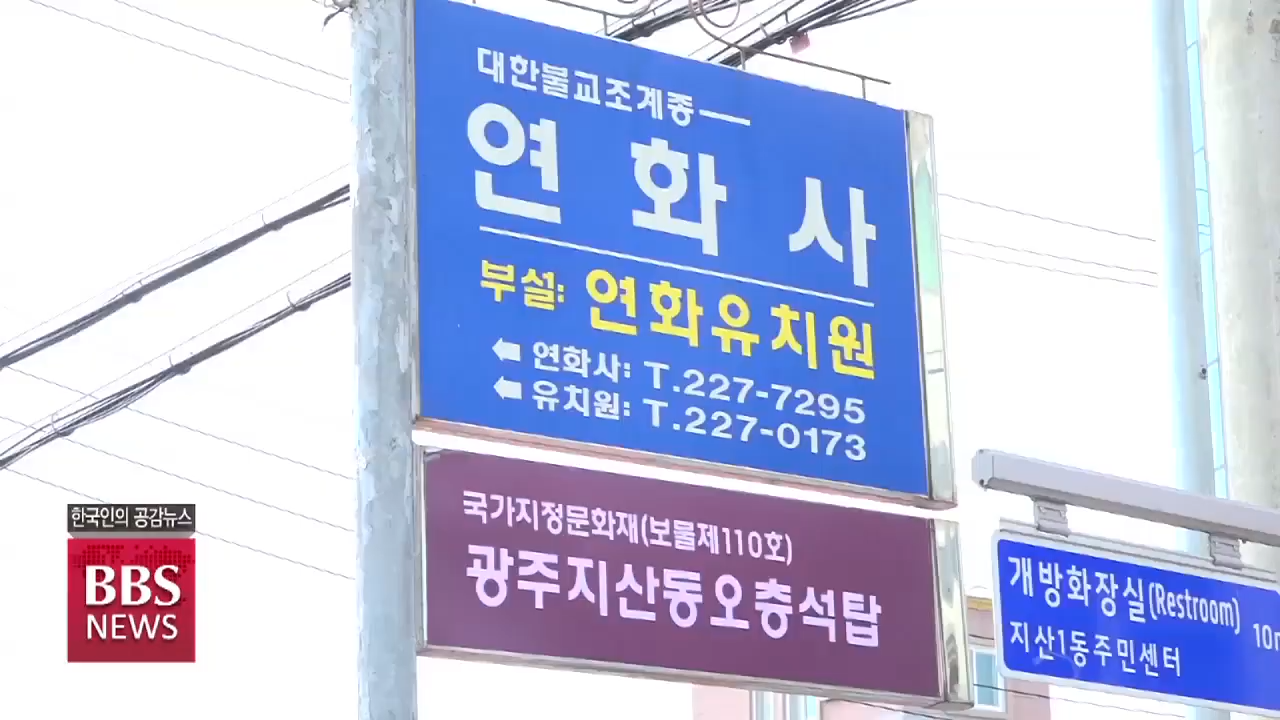 대한불교조계종
연화사
부설: 연화유치원
연화사: T.227-7295
유치원: T.227-0173
국가지정문화재(보물제110호)
광주지산동오층석탑
개방화장실(Restroom)
지산1동주민센터
한국인의 공감뉴스
BBS
NEWS